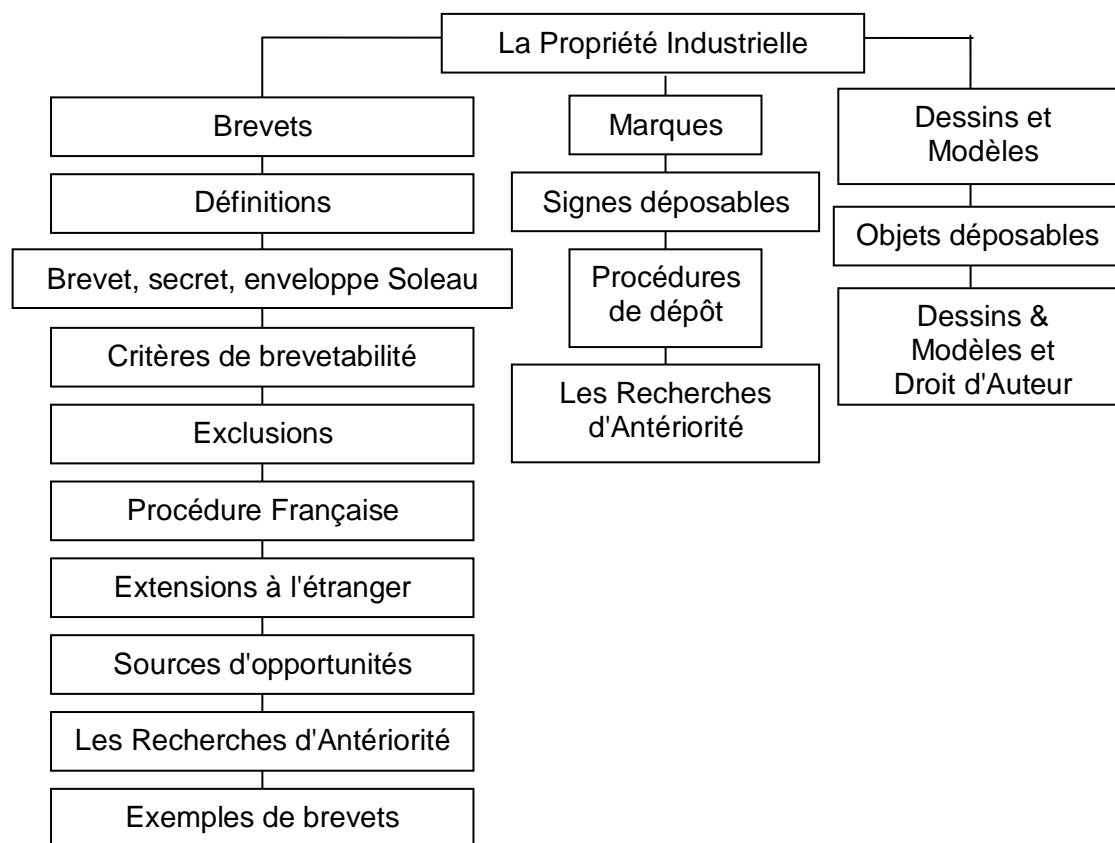 La Propriété Industrielle
Brevets
Définitions
Brevet, secret, enveloppe Soleau
Critères de brevetabilité
Exclusions
Procédure Française
Extensions à l'étranger
Sources d'opportunités
Les Recherches d'Antériorité
Exemples de brevets
Marques
Signes déposables
Procédures
de dépôt
Les Recherches
d'Antériorité
Dessins et
Modèles
Objets déposables
Dessins &
Modèles et
Droit d'Auteur